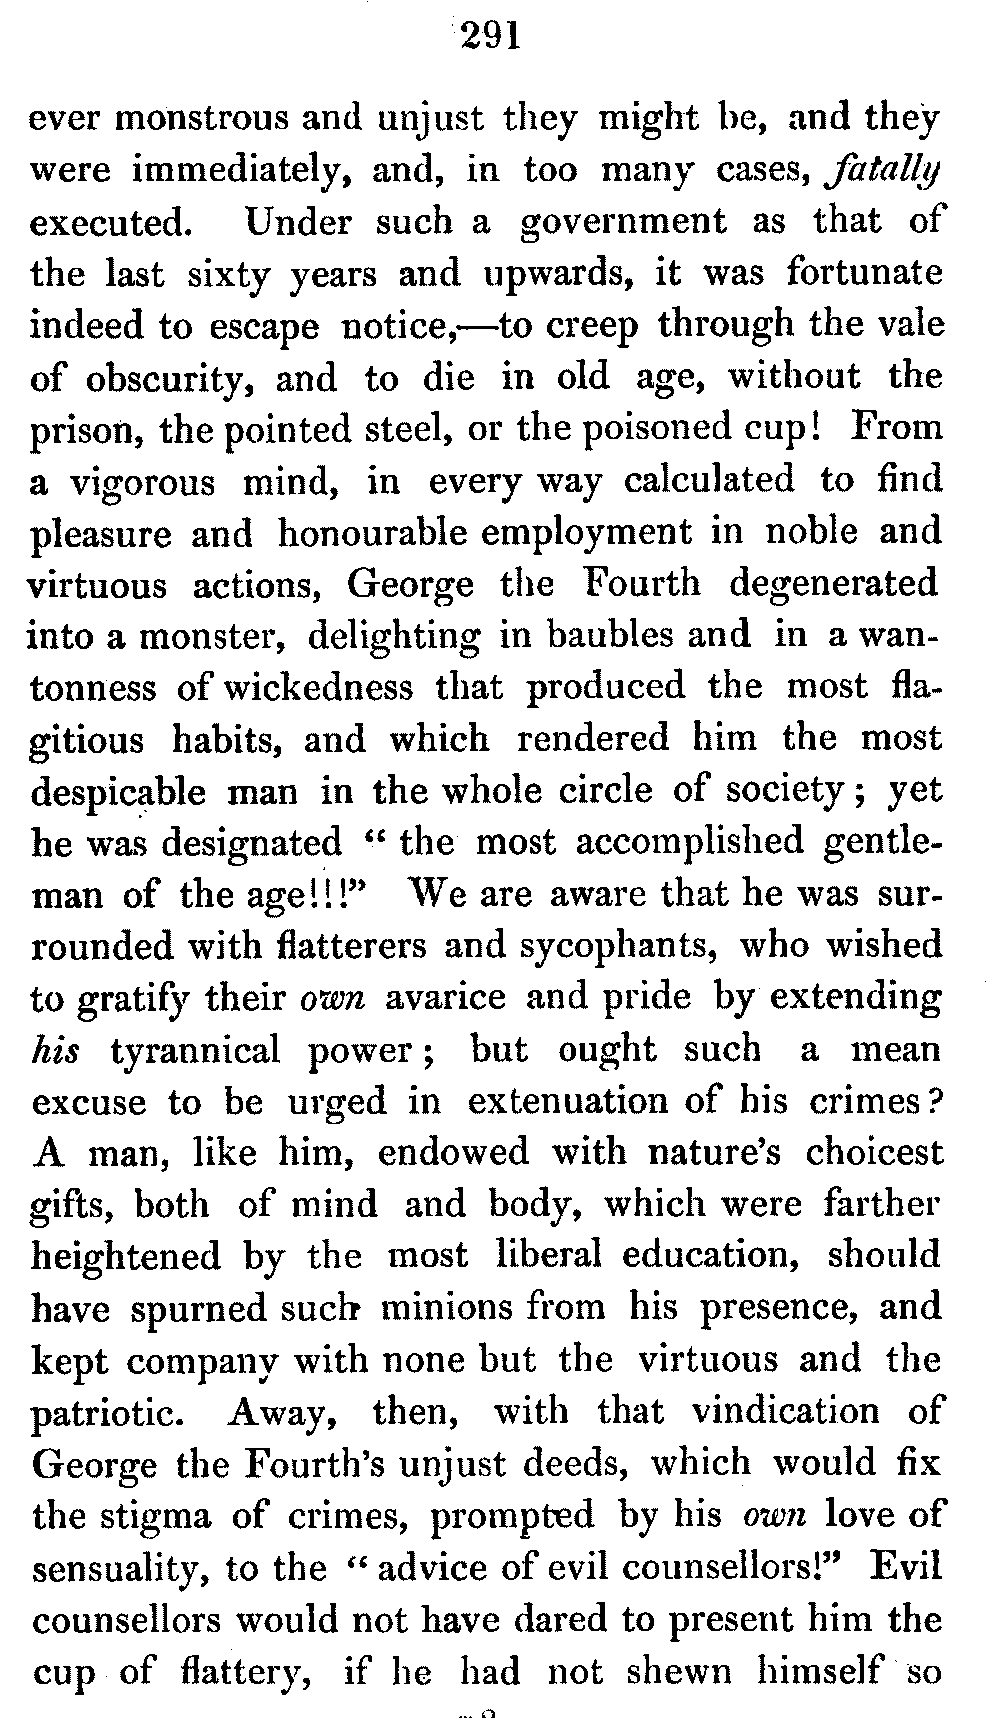 291
ever monstrous and unjust they might be, and they
were immediately, and, in too many cases, fatally
executed. Under such a government as that of
the last sixty years and upwards, it was fortunate
indeed to escape notice,—to creep through the vale
of obscurity, and to die in old age, without the
prison, the pointed steel, or the poisoned cup! From
a vigorous mind, in every way calculated to find
pleasure and honourable employment in noble and
virtuous actions, George the Fourth degenerated
into a monster, delighting in baubles and in a wan-
tonness of wickedness that produced the most fla-
gitious habits, and which rendered him the most
despicable man in the whole circle of society; yet
he was designated “ the most accomplished gentle-
man of the age!!!” We are aware that he was sur-
rounded with flatterers and sycophants, who wished
to gratify their own avarice and pride by extending
his tyrannical power; but ought such a mean
excuse to be urged in extenuation of his crimes?
A man, like him, endowed with nature’s choicest
gifts, both of mind and body, which were farther
heightened by the most liberal education, should
have spurned such minions from his presence, and
kept company with none but the virtuous and the
patriotic. Away, then, with that vindication of
George the Fourth’s unjust deeds, which would fix
the stigma of crimes, prompted by his own love of
sensuality, to the “ advice of evil counsellors!” Evil
counsellors would not have dared to present him the
cup of flattery, if he had not shewn himself so